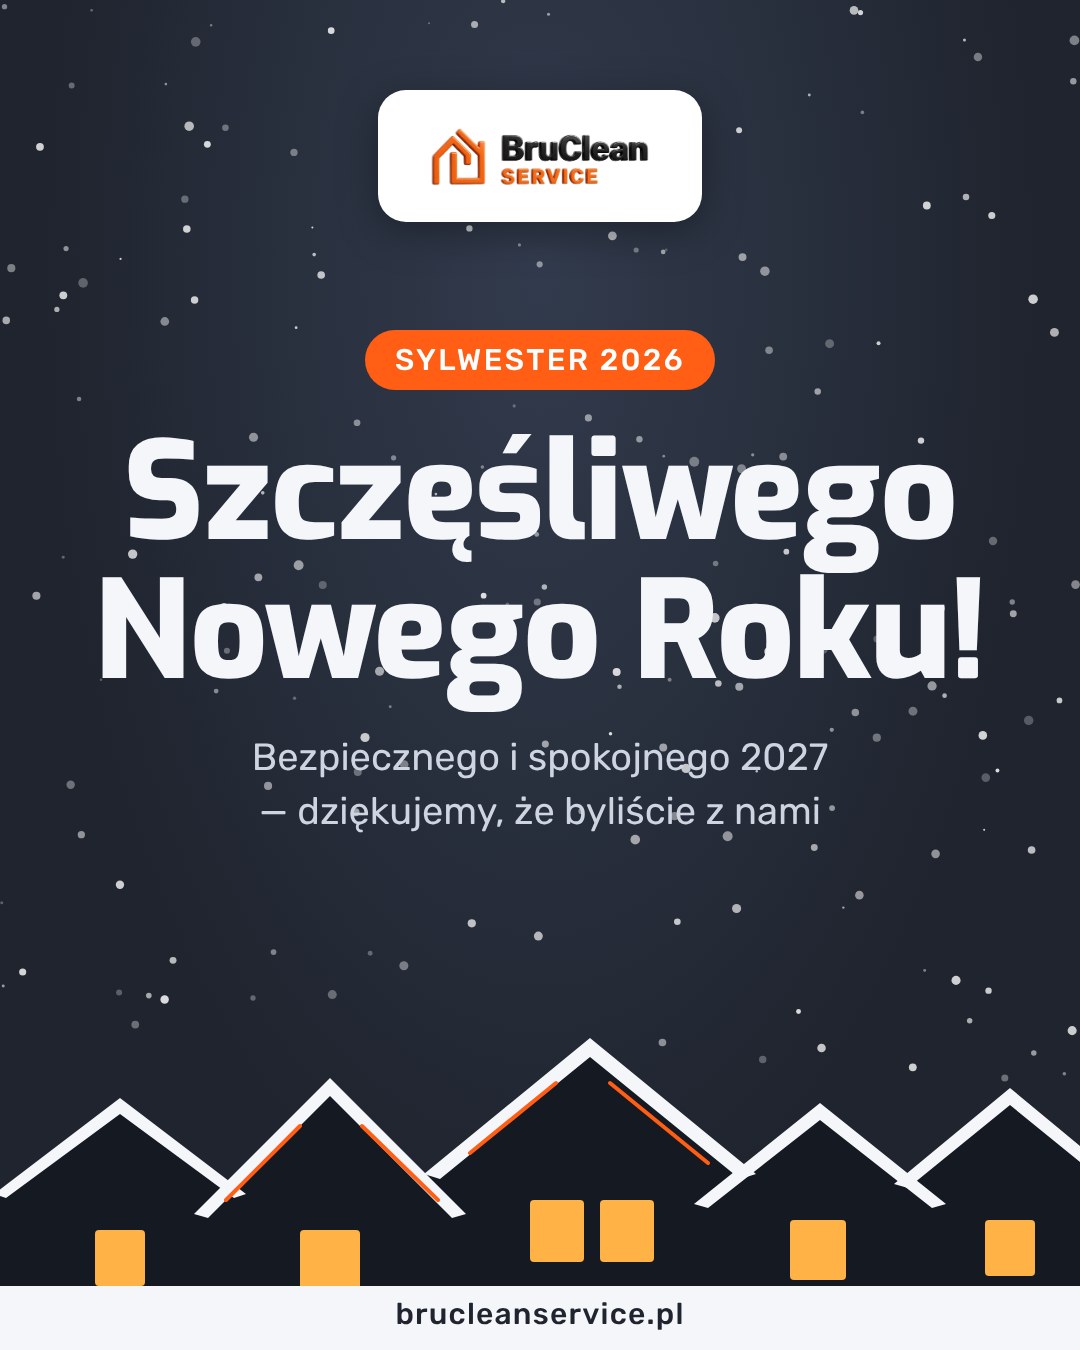 BruClean
SERVICE
SYLWESTER 2026
Szczęśliwego
Nowego Roku!
Bezpiecznego i spokojnego 2027
– dziękujemy, że byliście z nami
brucleanservice.pl